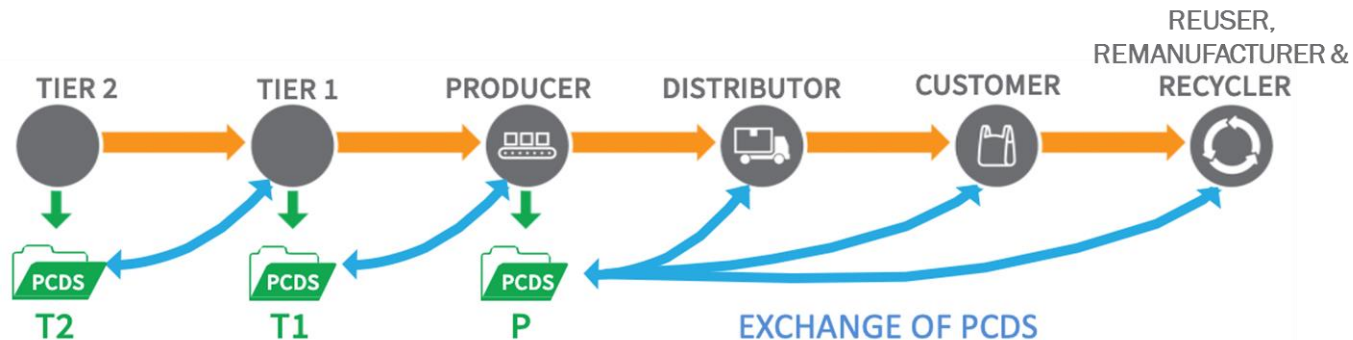 REUSER,
REMANUFACTURER &
TIER 2 TIER 1 PRODUCER DISTRIBUTOR CUSTOMER RECYCLER
PCDS PCDS PCDS
T2 T1 P EXCHANGE OF PCDS